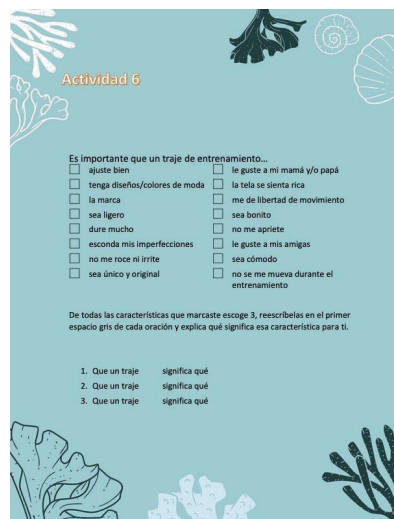 Actividad 6
Es importante que un traje de entrenamiento...
ajuste bien
tenga diseños/colores de moda
la marca
sea ligero
dure mucho
esconda mis imperfecciones
no me roce ni irrite
sea único y original
le guste a mi mamá y/o papá
la tela se sienta rica
me de libertad de movimiento
sea bonito
no me apriete
le guste a mis amigas
sea cómodo
no se me mueva durante el
entrenamiento
De todas las características que marcaste escoge 3, reescríbelas en el primer
espacio gris de cada oración y explica qué significa esa característica para ti.
1. Que un traje significa qué
2. Que un traje significa qué
3. Que un traje significa qué